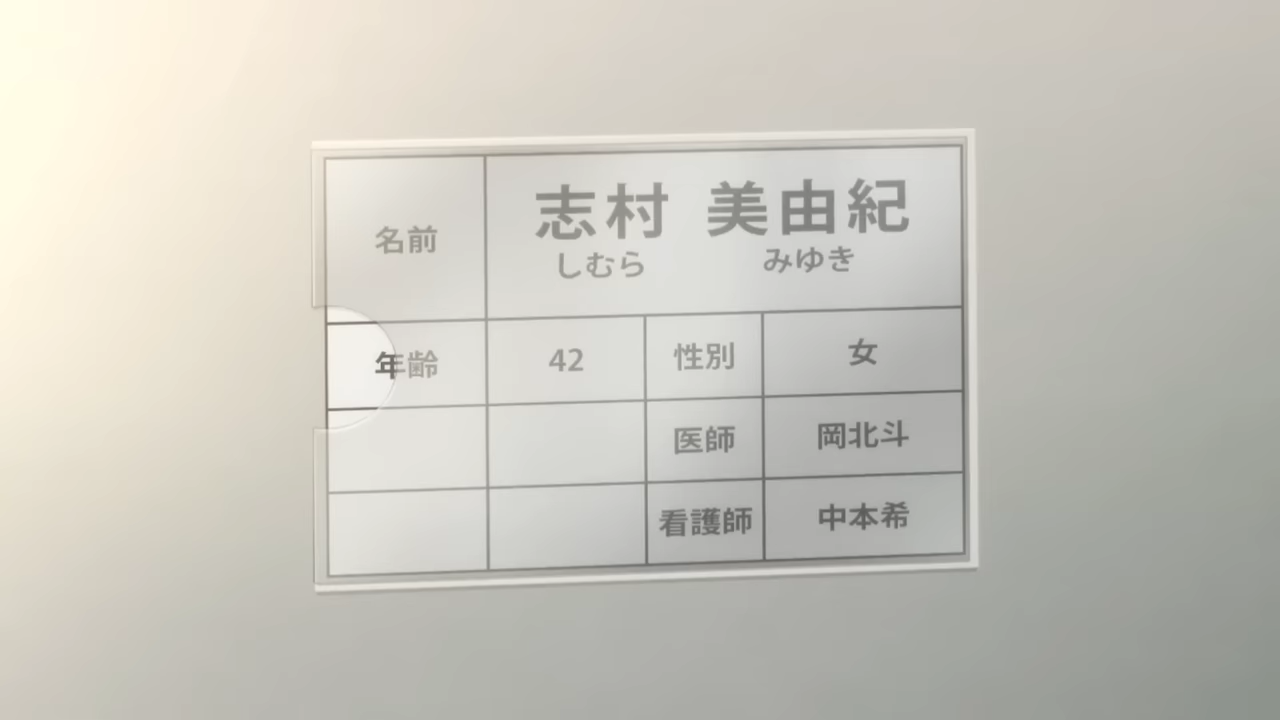 名前 志村 美由紀
しむら みゆき
年齢 42 性別 女
医師 岡北斗
看護師 中本希